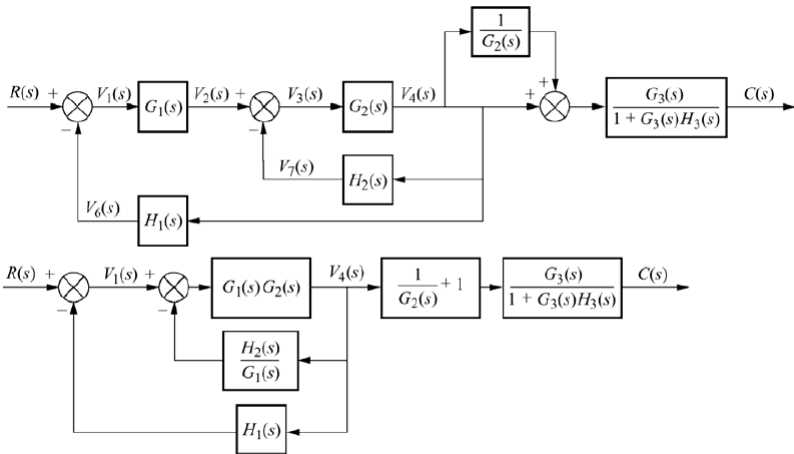 1
G₂(s)
R(s) + V₁(s) G₁(s) V₂(s) + V₃(s) G₂(s) V₄(s) + + G₃(s) C(s)
1 + G₃(s)H₃(s)
− −
V₇(s) H₂(s)
V₆(s) H₁(s)
R(s) + V₁(s) + G₁(s)G₂(s) V₄(s) 1 + 1 G₃(s) C(s)
G₂(s) 1 + G₃(s)H₃(s)
− −
H₂(s)
G₁(s)
H₁(s)